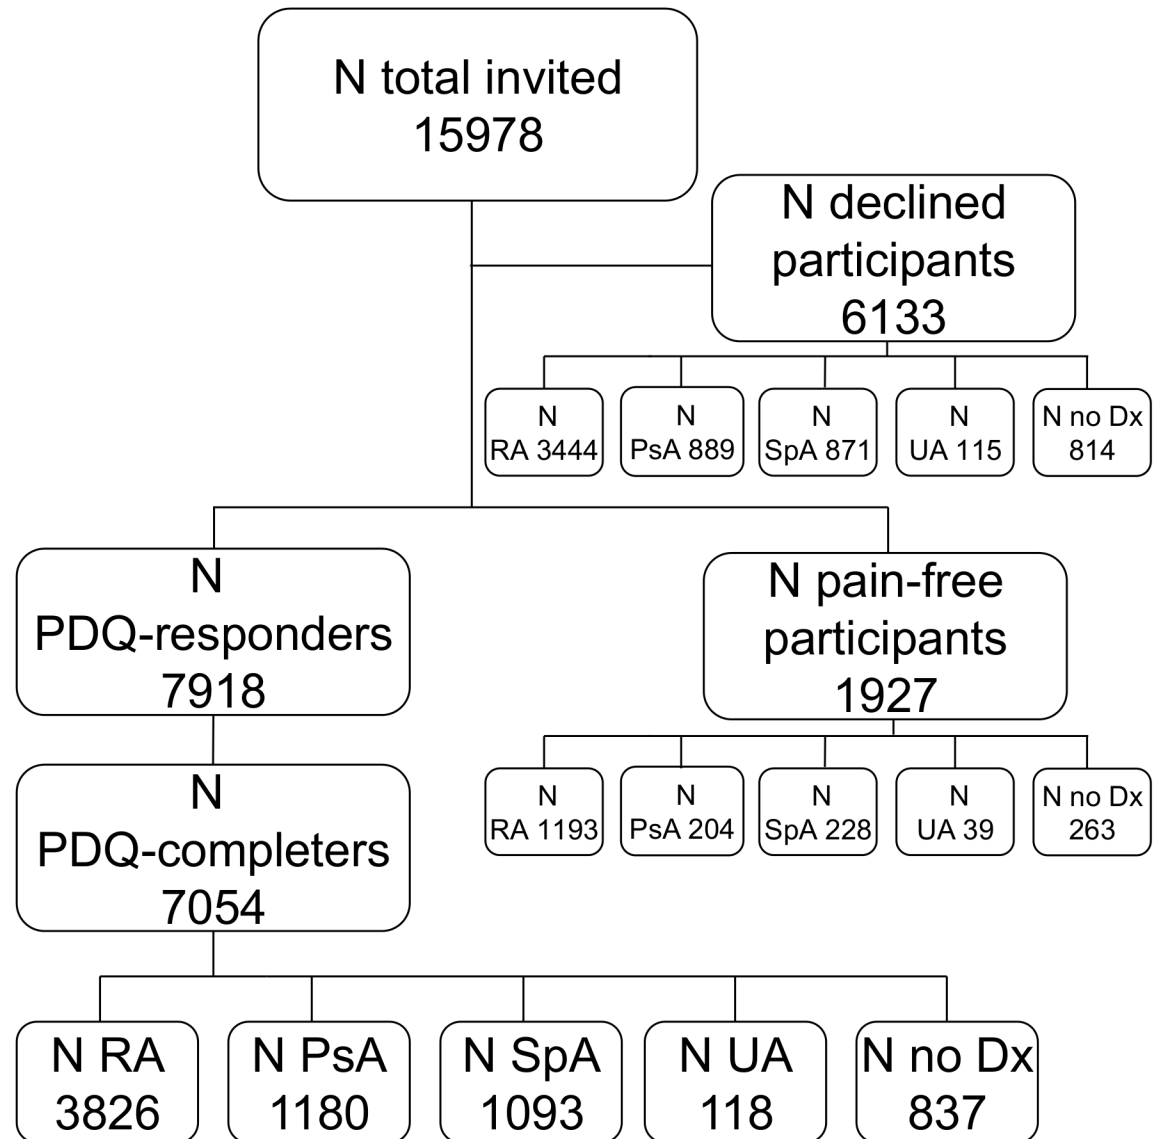 N total invited
15978
N declined
participants
6133
N
RA 3444
N
PsA 889
N
SpA 871
N
UA 115
N no Dx
814
N
PDQ-responders
7918
N pain-free
participants
1927
N
RA 1193
N
PsA 204
N
SpA 228
N
UA 39
N no Dx
263
N
PDQ-completers
7054
N RA
3826
N PsA
1180
N SpA
1093
N UA
118
N no Dx
837